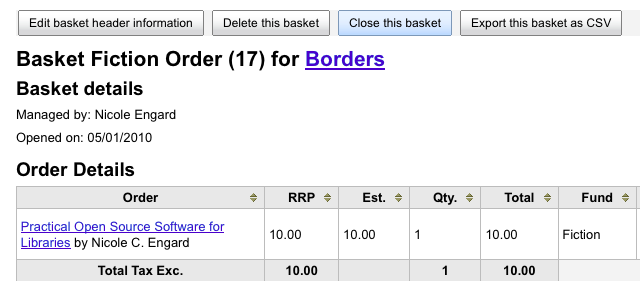 Edit basket header information Delete this basket Close this basket Export this basket as CSV
Basket Fiction Order (17) for Borders
Basket details
Managed by: Nicole Engard
Opened on: 05/01/2010
Order Details
Order RRP Est. Qty. Total Fund
Practical Open Source Software for
Libraries by Nicole C. Engard 10.00 10.00 1 10.00 Fiction
Total Tax Exc. 10.00 1 10.00